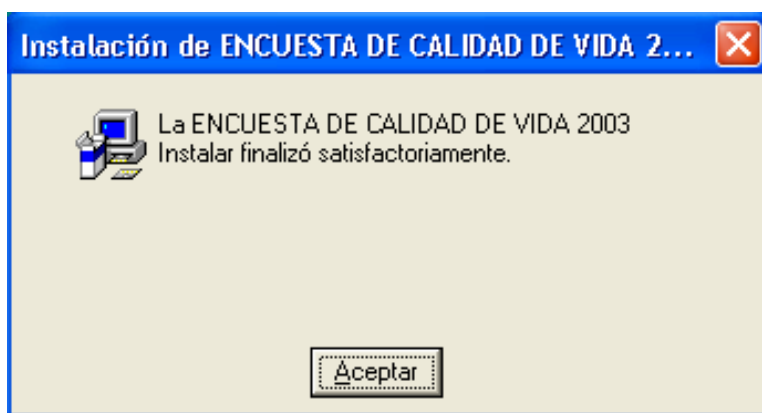 Instalación de ENCUESTA DE CALIDAD DE VIDA 2...
La ENCUESTA DE CALIDAD DE VIDA 2003
Instalar finalizó satisfactoriamente.
Aceptar